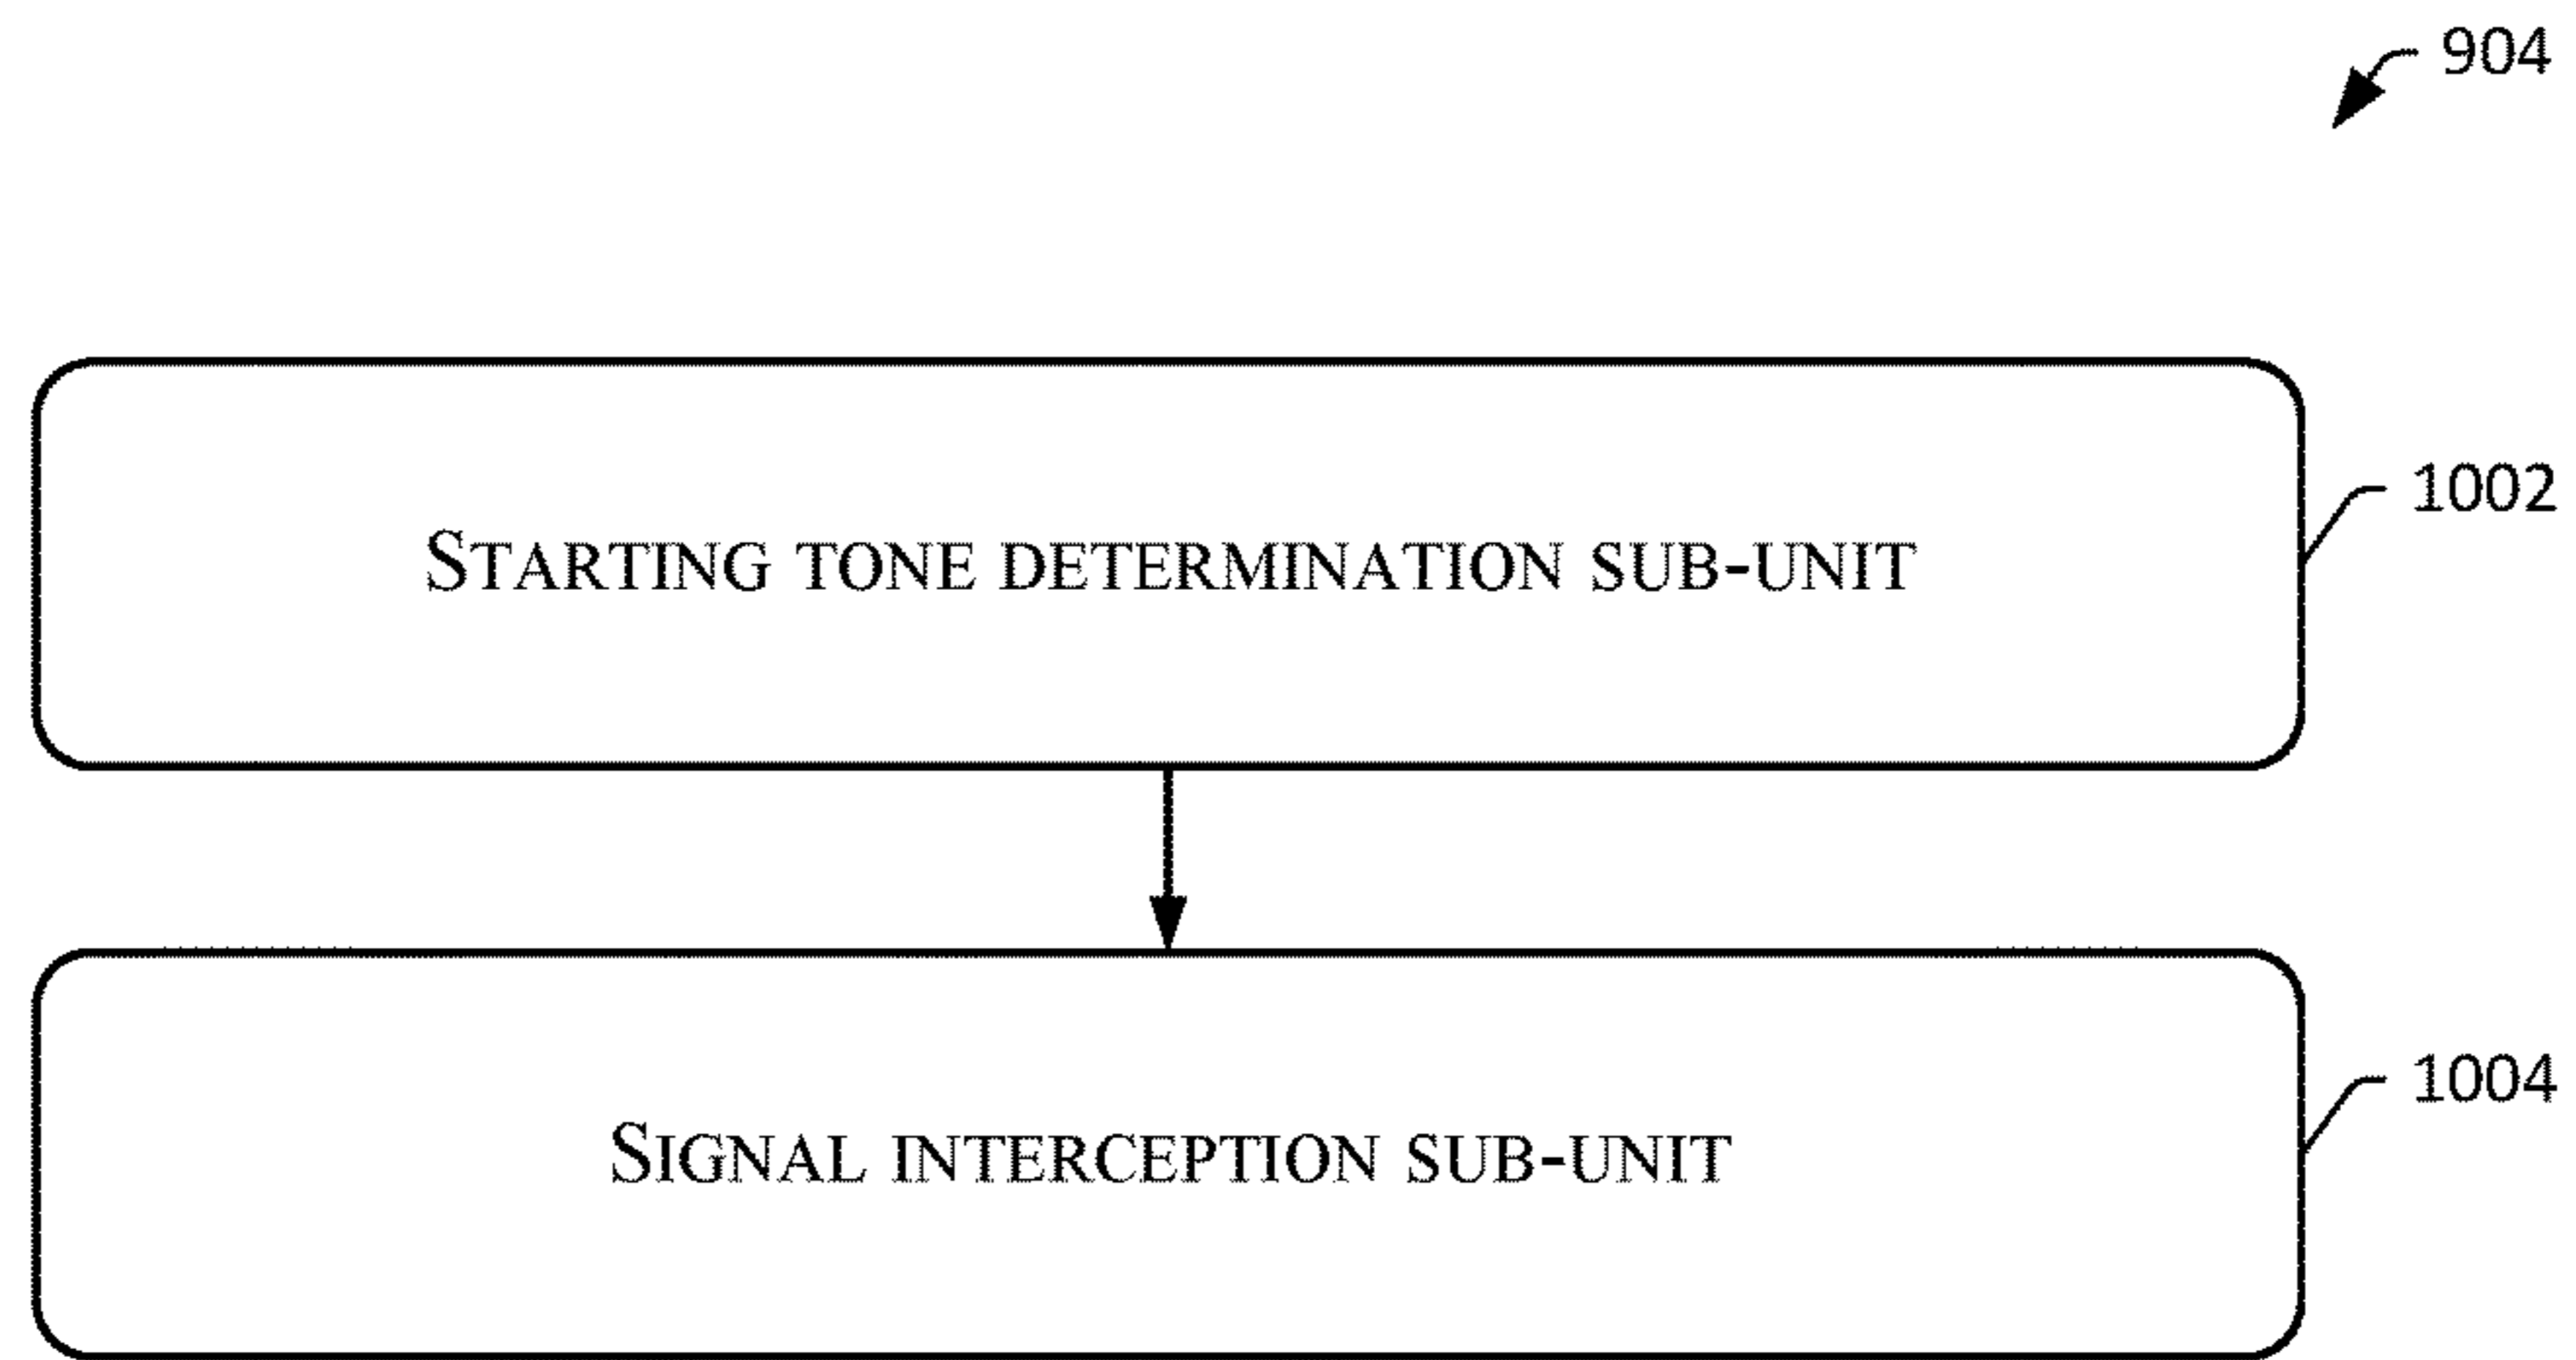 904
STARTING TONE DETERMINATION SUB-UNIT
1002
SIGNAL INTERCEPTION SUB-UNIT
1004